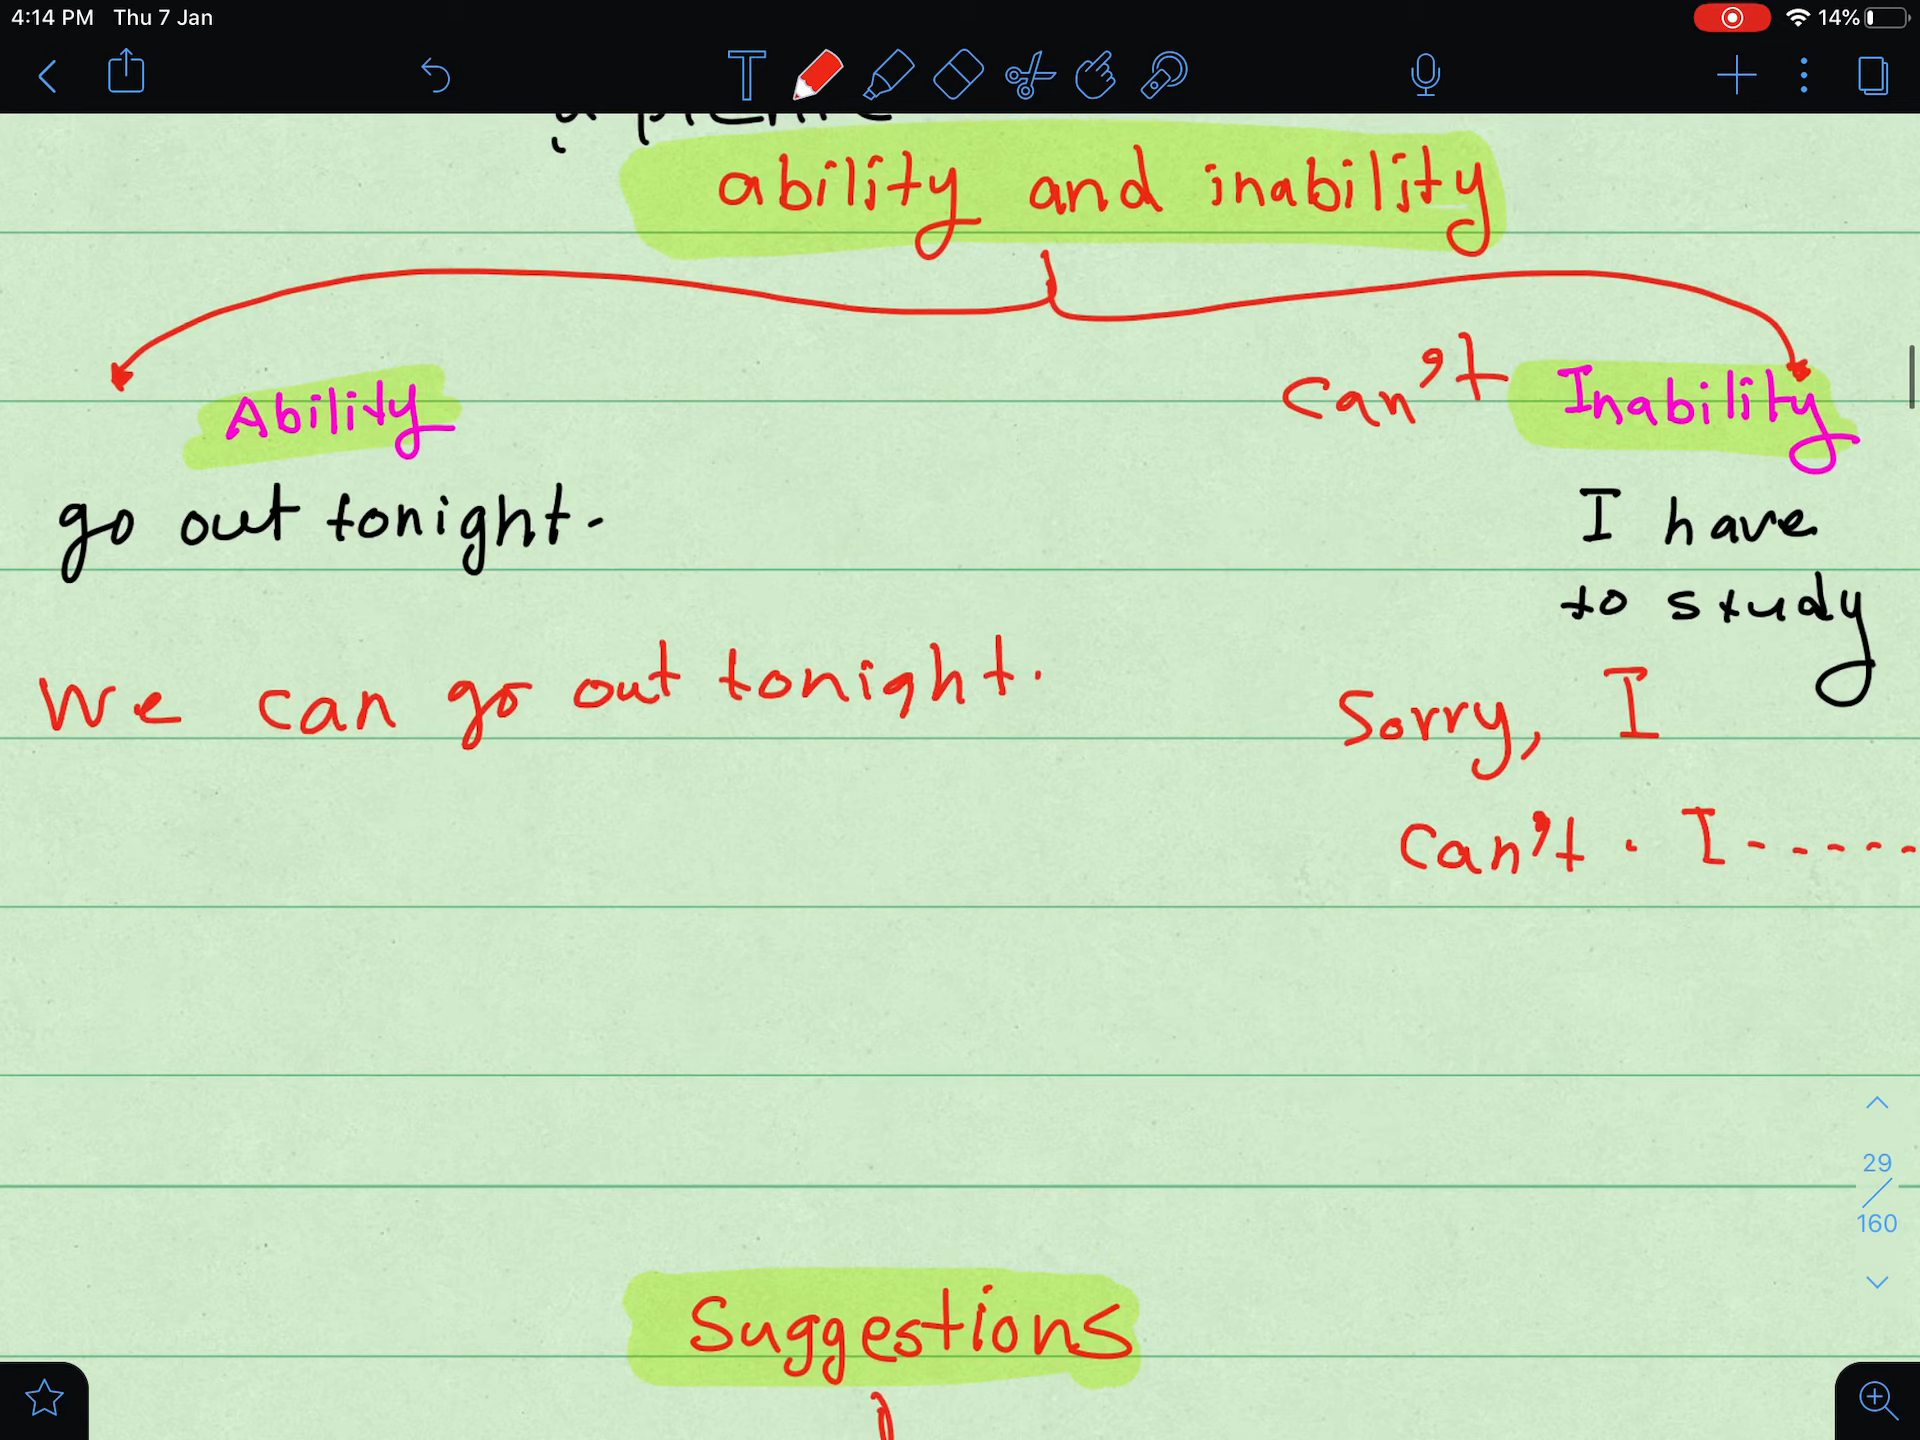 4:14 PM Thu 7 Jan
14%
ability and inability
Ability
can't Inability
go out tonight.
I have
to study
We can go out tonight.
Sorry, I
can't. I-----
29
160
Suggestions